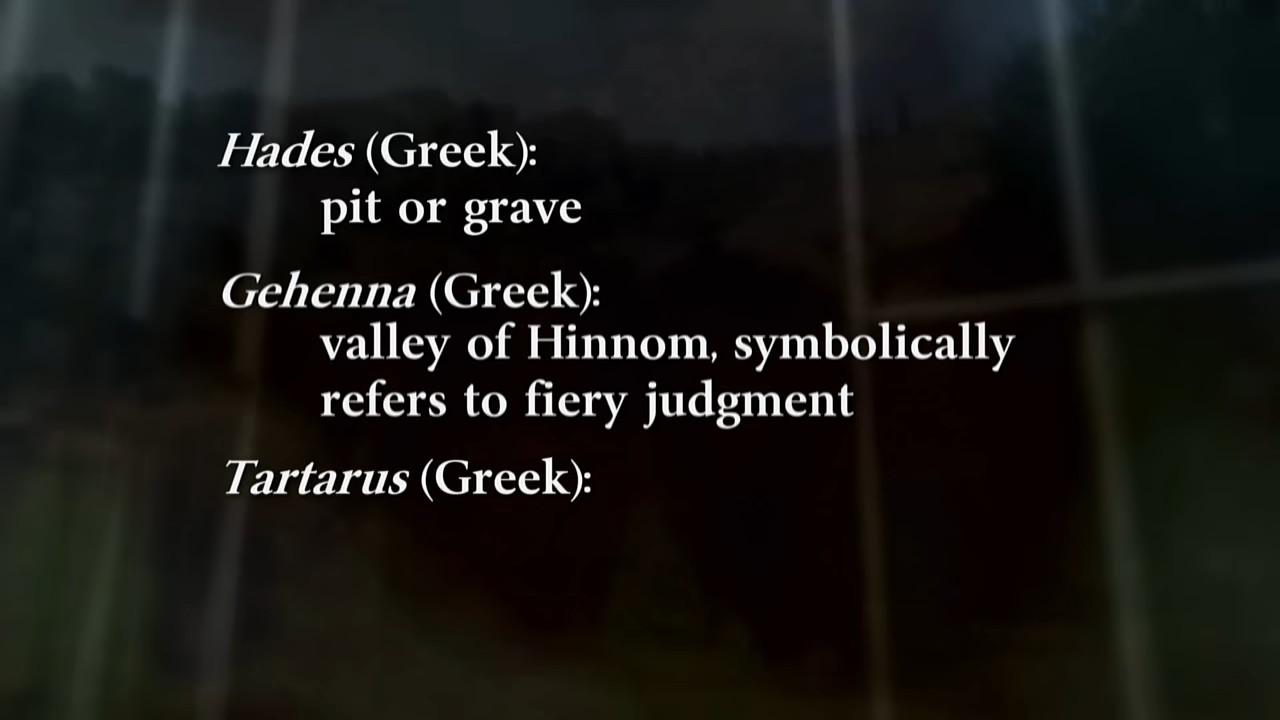 Hades (Greek):
pit or grave
Gehenna (Greek):
valley of Hinnom, symbolically
refers to fiery judgment
Tartarus (Greek):